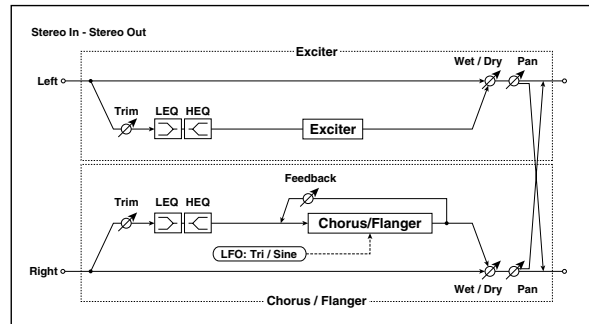 Stereo In - Stereo Out
Exciter
Wet / Dry Pan
Left
Trim LEQ HEQ
Exciter
Feedback
Trim LEQ HEQ
Chorus/Flanger
LFO: Tri / Sine
Right
Wet / Dry Pan
Chorus / Flanger